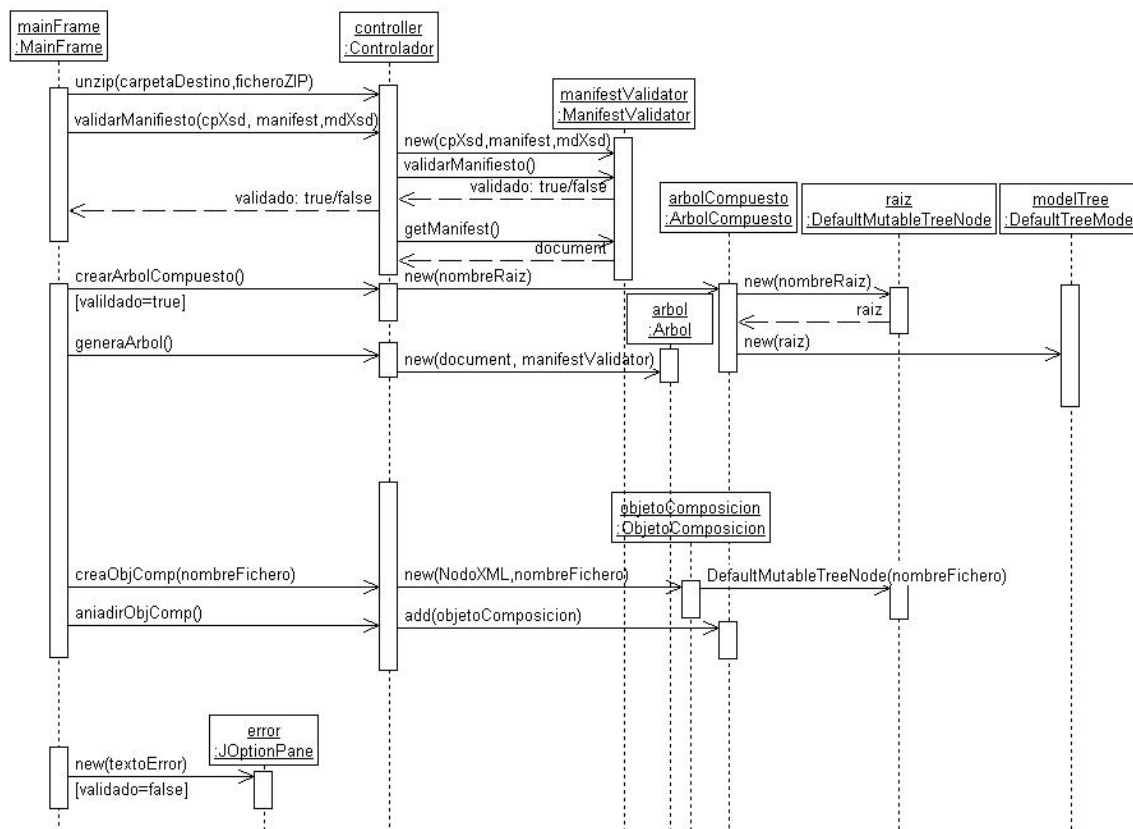 mainFrame
:MainFrame
controller
:Controlador
unzip(carpetaDestino,ficheroZIP)
manifestValidator
:ManifestValidator
validarManifiesto(cpXsd, manifest,mdXsd)
new(cpXsd,manifest,mdXsd)
validarManifiesto()
validado: true/false
validado: true/false
arbolCompuesto
:ArbolCompuesto
raiz
:DefaultMutableTreeNode
modelTree
:DefaultTreeModel
getManifest()
document
crearArbolCompuesto()
[valildado=true]
new(nombreRaiz)
new(nombreRaiz)
raiz
arbol
:Arbol
generaArbol()
new(document, manifestValidator)
new(raiz)
objetoComposicion
:ObjetoComposicion
creaObjComp(nombreFichero)
new(NodoXML,nombreFichero)
DefaultMutableTreeNode(nombreFichero)
aniadirObjComp()
add(objetoComposicion)
error
:JOptionPane
new(textoError)
[validado=false]